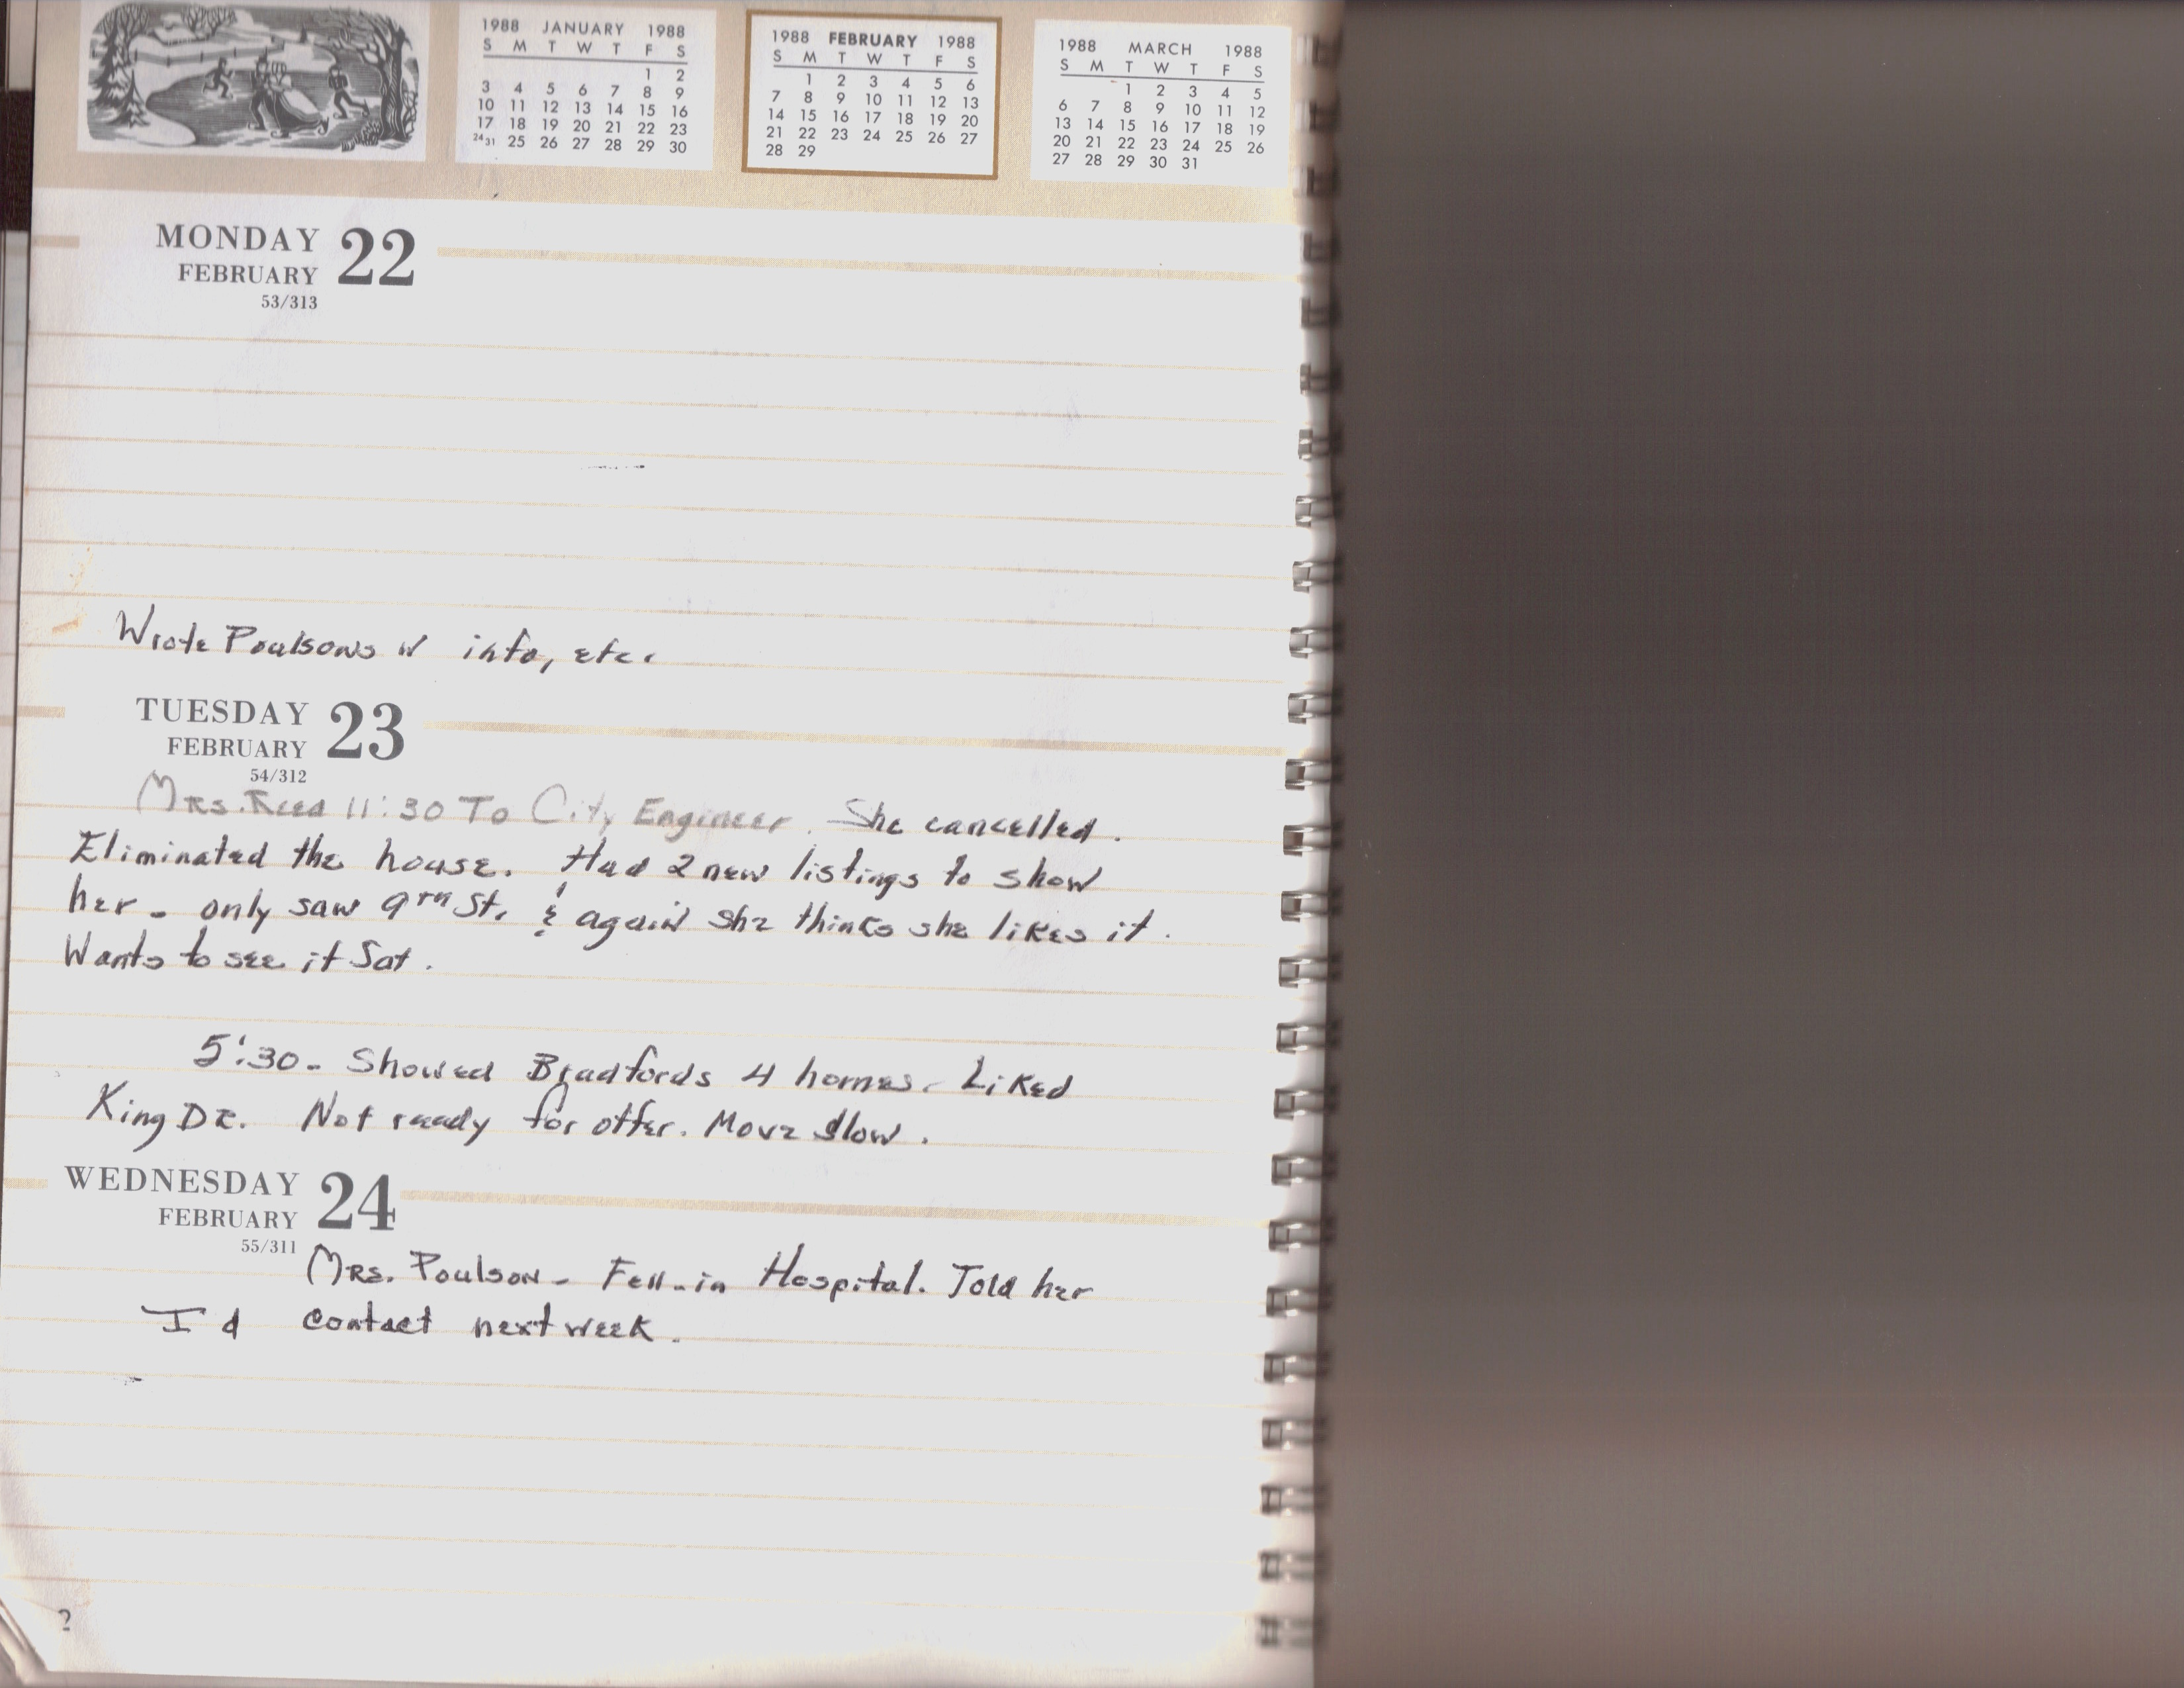 1988 JANUARY 1988
S M T W T F S
1 2
3 4 5 6 7 8 9
10 11 12 13 14 15 16
17 18 19 20 21 22 23
24 31 25 26 27 28 29 30
1988 FEBRUARY 1988
S M T W T F S
1 2 3 4 5 6
7 8 9 10 11 12 13
14 15 16 17 18 19 20
21 22 23 24 25 26 27
28 29
1988 MARCH 1988
S M T W T F S
1 2 3 4 5
6 7 8 9 10 11 12
13 14 15 16 17 18 19
20 21 22 23 24 25 26
27 28 29 30 31
MONDAY 22
FEBRUARY
53/313
Wrote Poulsons w info, etc.
TUESDAY 23
FEBRUARY
54/312
Mrs. Reed 11:30 To City Engineer. She cancelled.
Eliminated the house. Had 2 new listings to show
her - only saw 9th St. & again she thinks she likes it.
Wants to see it Sat.
5:30 - Showed Bradfords 4 homes. Liked
King DR. Not ready for offer. Move slow.
WEDNESDAY 24
FEBRUARY
55/311
Mrs. Poulson - Fell - in Hospital. Told her
I d contact next week.
2